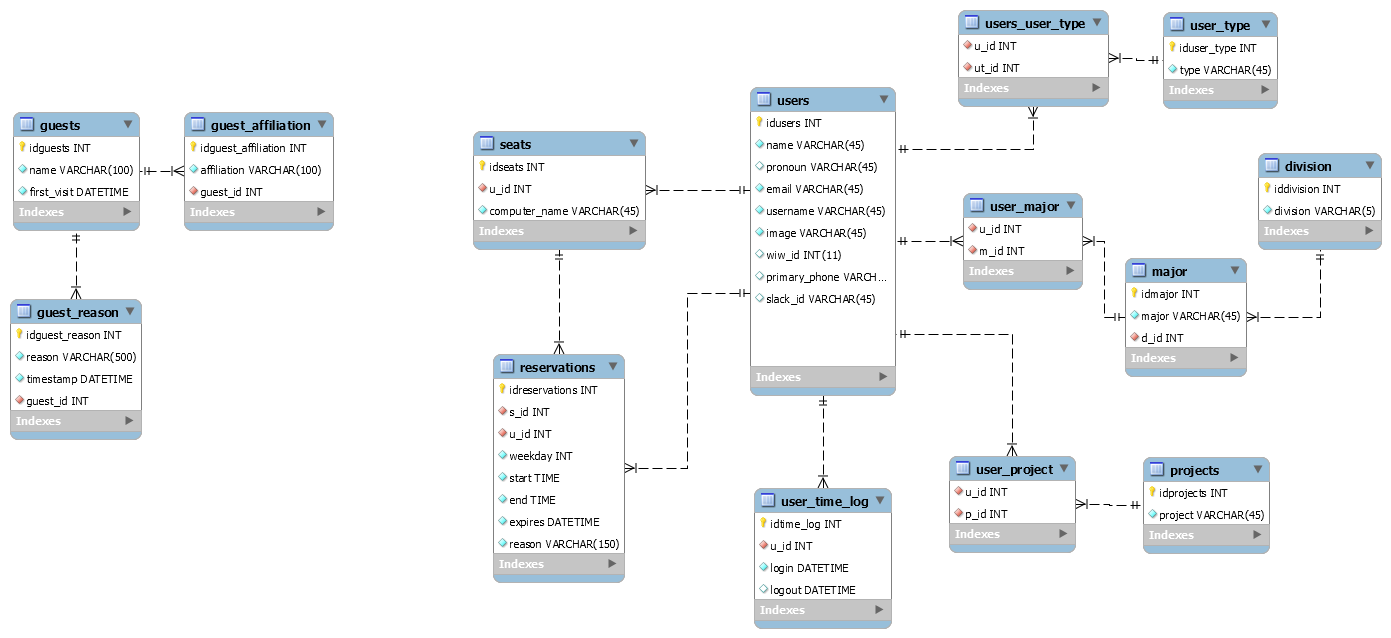 guests
idguests INT
name VARCHAR(100)
first_visit DATETIME
Indexes
guest_affiliation
idguest_affiliation INT
affiliation VARCHAR(100)
guest_id INT
Indexes
guest_reason
idguest_reason INT
reason VARCHAR(500)
timestamp DATETIME
guest_id INT
Indexes
seats
idseats INT
u_id INT
computer_name VARCHAR(45)
Indexes
reservations
idreservations INT
s_id INT
u_id INT
weekday INT
start TIME
end TIME
expires DATETIME
reason VARCHAR(150)
Indexes
users
idusers INT
name VARCHAR(45)
pronoun VARCHAR(45)
email VARCHAR(45)
username VARCHAR(45)
image VARCHAR(45)
wiw_id INT(11)
primary_phone VARCH...
slack_id VARCHAR(45)
Indexes
user_time_log
idtime_log INT
u_id INT
login DATETIME
logout DATETIME
Indexes
users_user_type
u_id INT
ut_id INT
Indexes
user_type
iduser_type INT
type VARCHAR(45)
Indexes
user_major
u_id INT
m_id INT
Indexes
division
iddivision INT
division VARCHAR(5)
Indexes
major
idmajor INT
major VARCHAR(45)
d_id INT
Indexes
user_project
u_id INT
p_id INT
Indexes
projects
idprojects INT
project VARCHAR(45)
Indexes